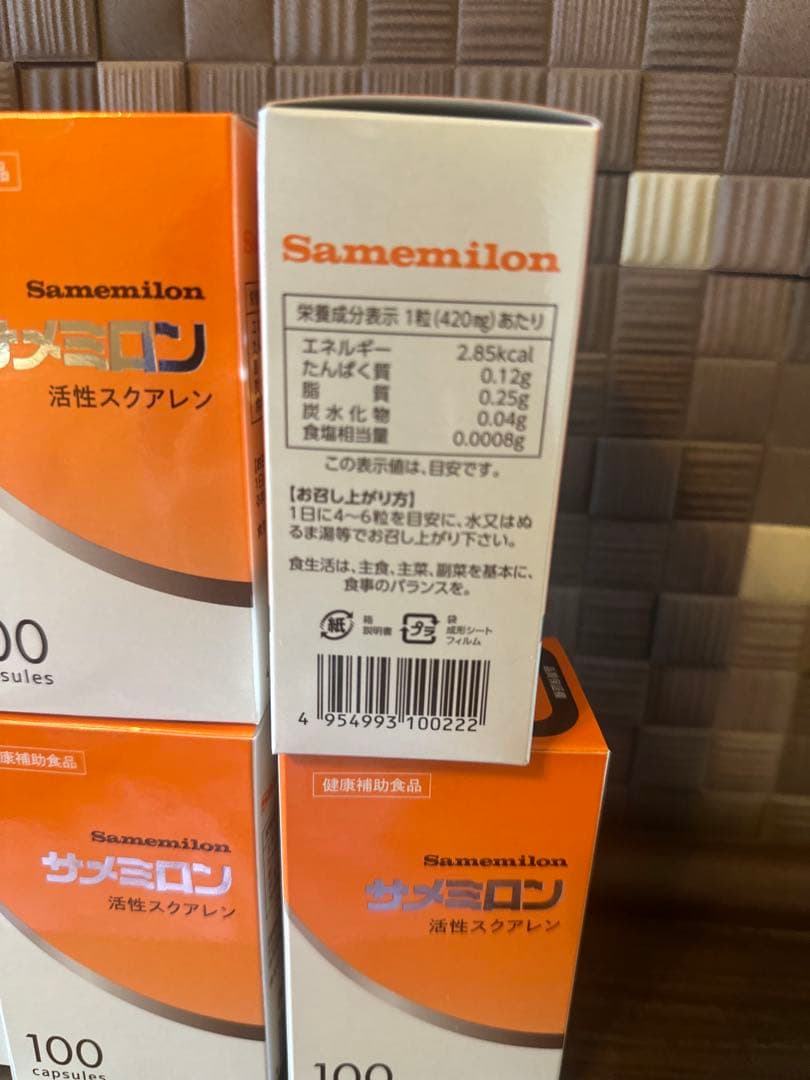 品
Samemilon
サメミロン
活性スクアレン
00
sules
Samemilon
栄養成分表示 1粒(420㎎)あたり
エネルギー 2.85kcal
たんぱく質 0.12g
脂質 0.25g
炭水化物 0.04g
食塩相当量 0.0008g
この表示値は、目安です。
【お召し上がり方】
1日に4～6粒を目安に、水又はぬ
るま湯等でお召し上がり下さい。
食生活は、主食、主菜、副菜を基本に、
食事のバランスを。
紙 箱 説明書 プラ 袋 成形シート フィルム
4 954993 100222
康補助食品
Samemilon
サメミロン
活性スクアレン
100
capsules
健康補助食品
Samemilon
サメミロン
活性スクアレン
100